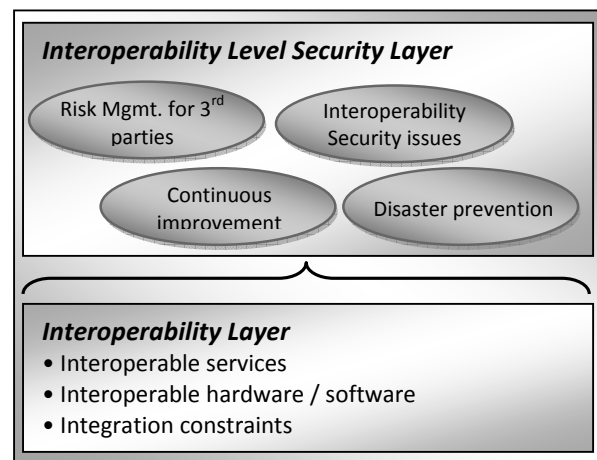 Interoperability Level Security Layer
Risk Mgmt. for 3rd
parties
Interoperability
Security issues
Continuous
improvement
Disaster prevention
Interoperability Layer
• Interoperable services
• Interoperable hardware / software
• Integration constraints